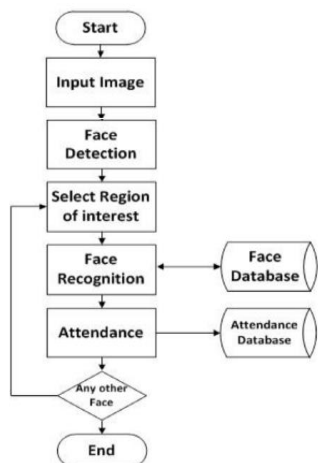 Start
Input Image
Face
Detection
Select Region
of interest
Face
Recognition
Face
Database
Attendance
Attendance
Database
Any other
Face
End